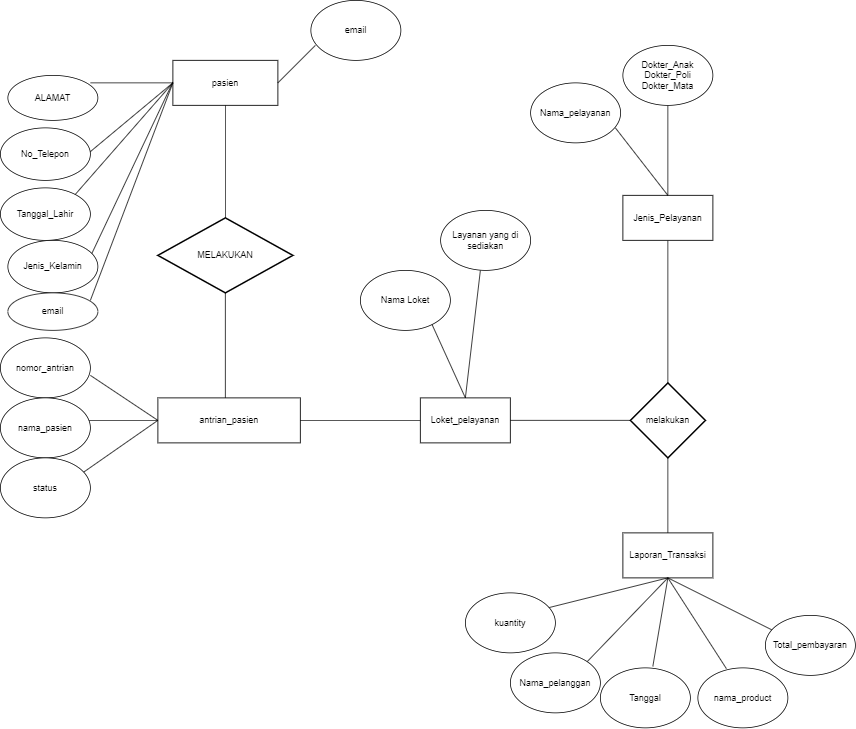 email
pasien
ALAMAT
No_Telepon
Tanggal_Lahir
Jenis_Kelamin
email
MELAKUKAN
nomor_antrian
nama_pasien
status
antrian_pasien
Nama Loket
Layanan yang di
sediakan
Loket_pelayanan
Nama_pelayanan
Dokter_Anak
Dokter_Poli
Dokter_Mata
Jenis_Pelayanan
melakukan
Laporan_Transaksi
kuantity
Nama_pelanggan
Tanggal
nama_product
Total_pembayaran